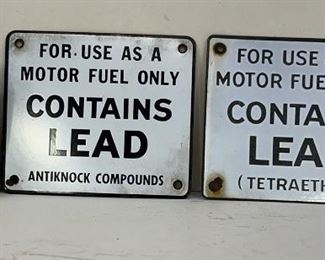 FOR USE AS A
MOTOR FUEL ONLY
CONTAINS
LEAD
ANTIKNOCK COMPOUNDS
FOR USE
MOTOR FUE
CONTA
LEA
(TETRAETH